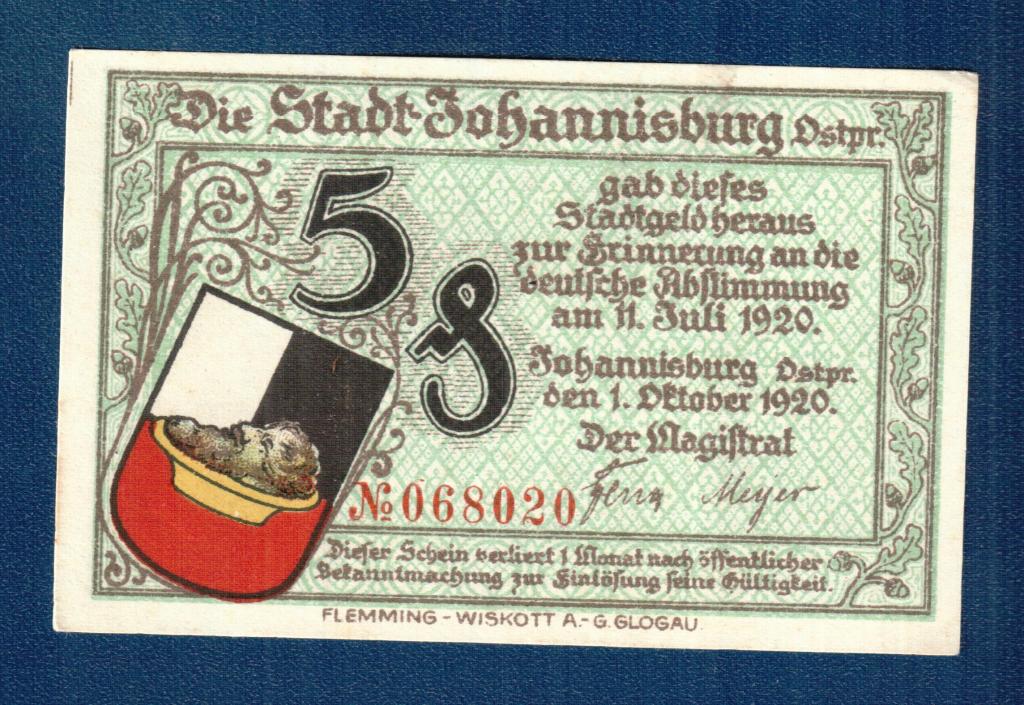 Die Stadt Johannisburg Ostpr.
5 ₰
gab dieses
Stadtgeld heraus
zur Erinnerung an die
deutsche Abstimmung
am 11. Juli 1920.
Johannisburg Ostpr.
den 1. Oktober 1920.
Der Magistrat
Meyer
No 068020
Dieser Schein verliert 1 Monat nach öffentlicher
Bekanntmachung zur Einlösung seine Gültigkeit.
FLEMMING - WISKOTT A.-G. GLOGAU.